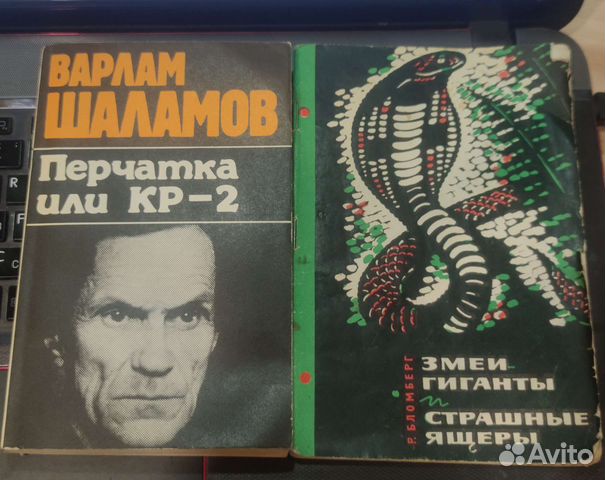 ВАРЛАМ
ШАЛАМОВ
Перчатка
или КР-2
Р. БЛОМБЕРГ
ЗМЕИ-
ГИГАНТЫ
и
СТРАШНЫЕ
ЯЩЕРЫ
Avito